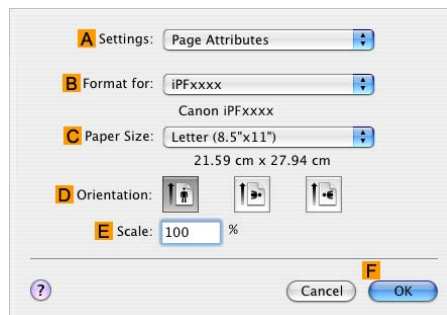 A Settings: Page Attributes
B Format for: iPFxxxx
Canon iPFxxxx
C Paper Size: Letter (8.5"x11")
21.59 cm x 27.94 cm
D Orientation:
E Scale: 100 %
F
? Cancel OK